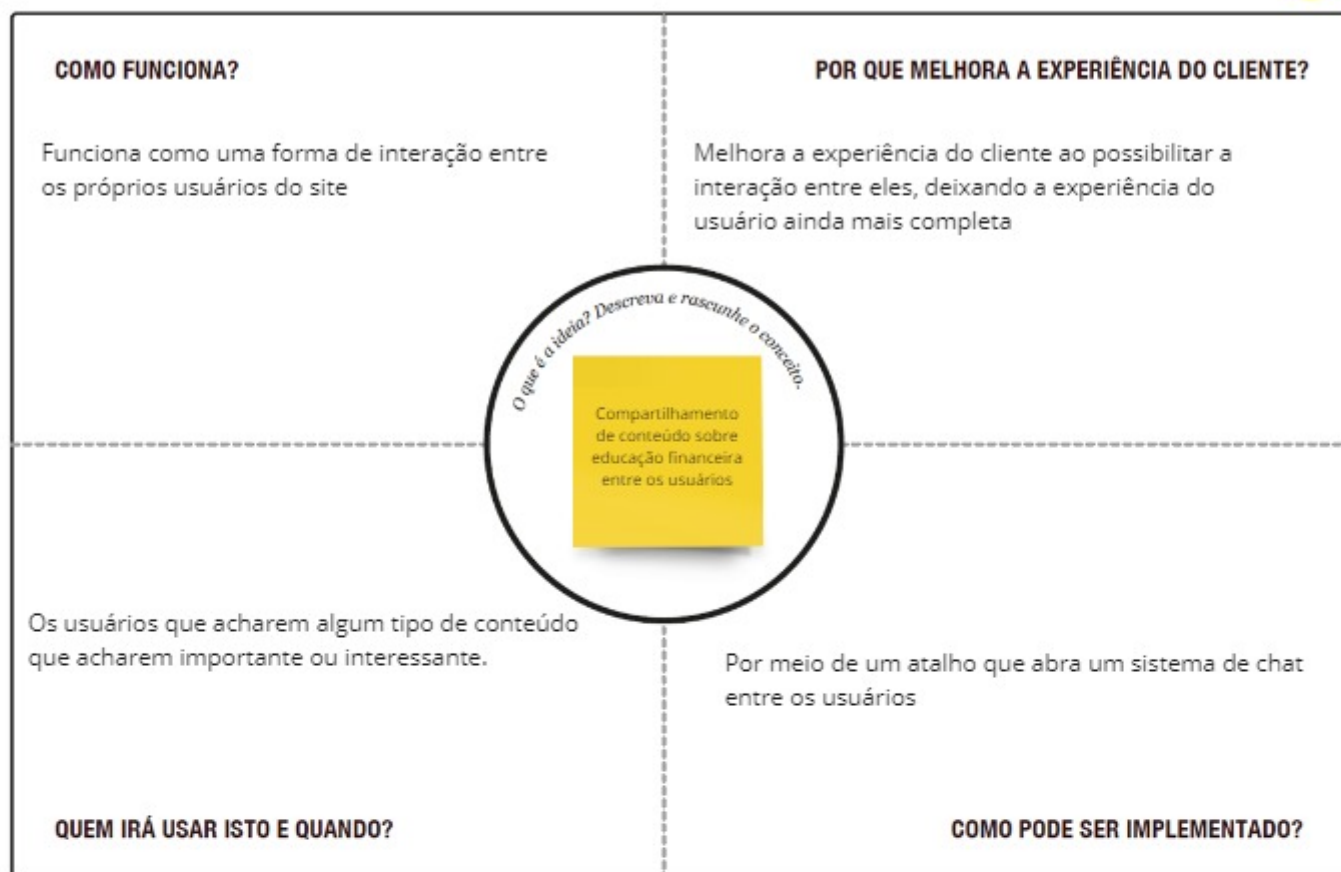 COMO FUNCIONA?
Funciona como uma forma de interação entre
os próprios usuários do site
POR QUE MELHORA A EXPERIÊNCIA DO CLIENTE?
Melhora a experiência do cliente ao possibilitar a
interação entre eles, deixando a experiência do
usuário ainda mais completa
O que é a ideia? Descreva e rascunhe o conceito.
Compartilhamento
de conteúdo sobre
educação financeira
entre os usuários
Os usuários que acharem algum tipo de conteúdo
que acharem importante ou interessante.
QUEM IRÁ USAR ISTO E QUANDO?
Por meio de um atalho que abra um sistema de chat
entre os usuários
COMO PODE SER IMPLEMENTADO?